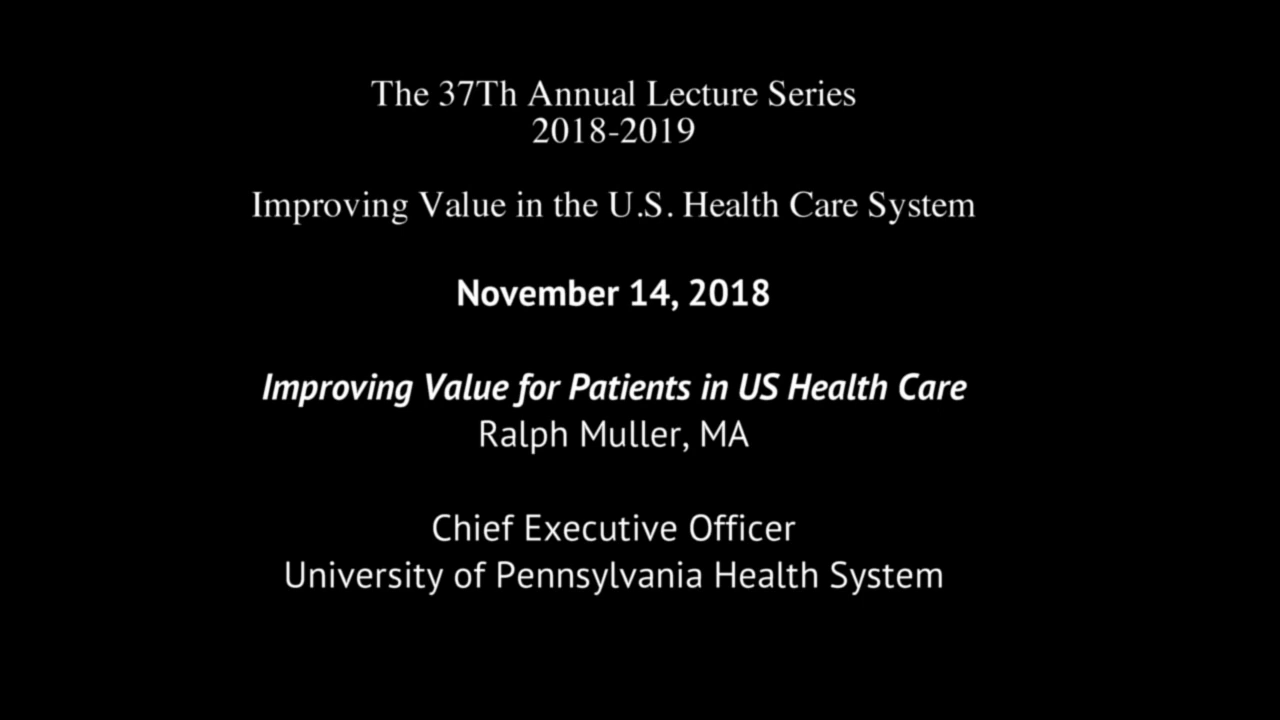 The 37Th Annual Lecture Series
2018-2019
Improving Value in the U.S. Health Care System
November 14, 2018
Improving Value for Patients in US Health Care
Ralph Muller, MA
Chief Executive Officer
University of Pennsylvania Health System